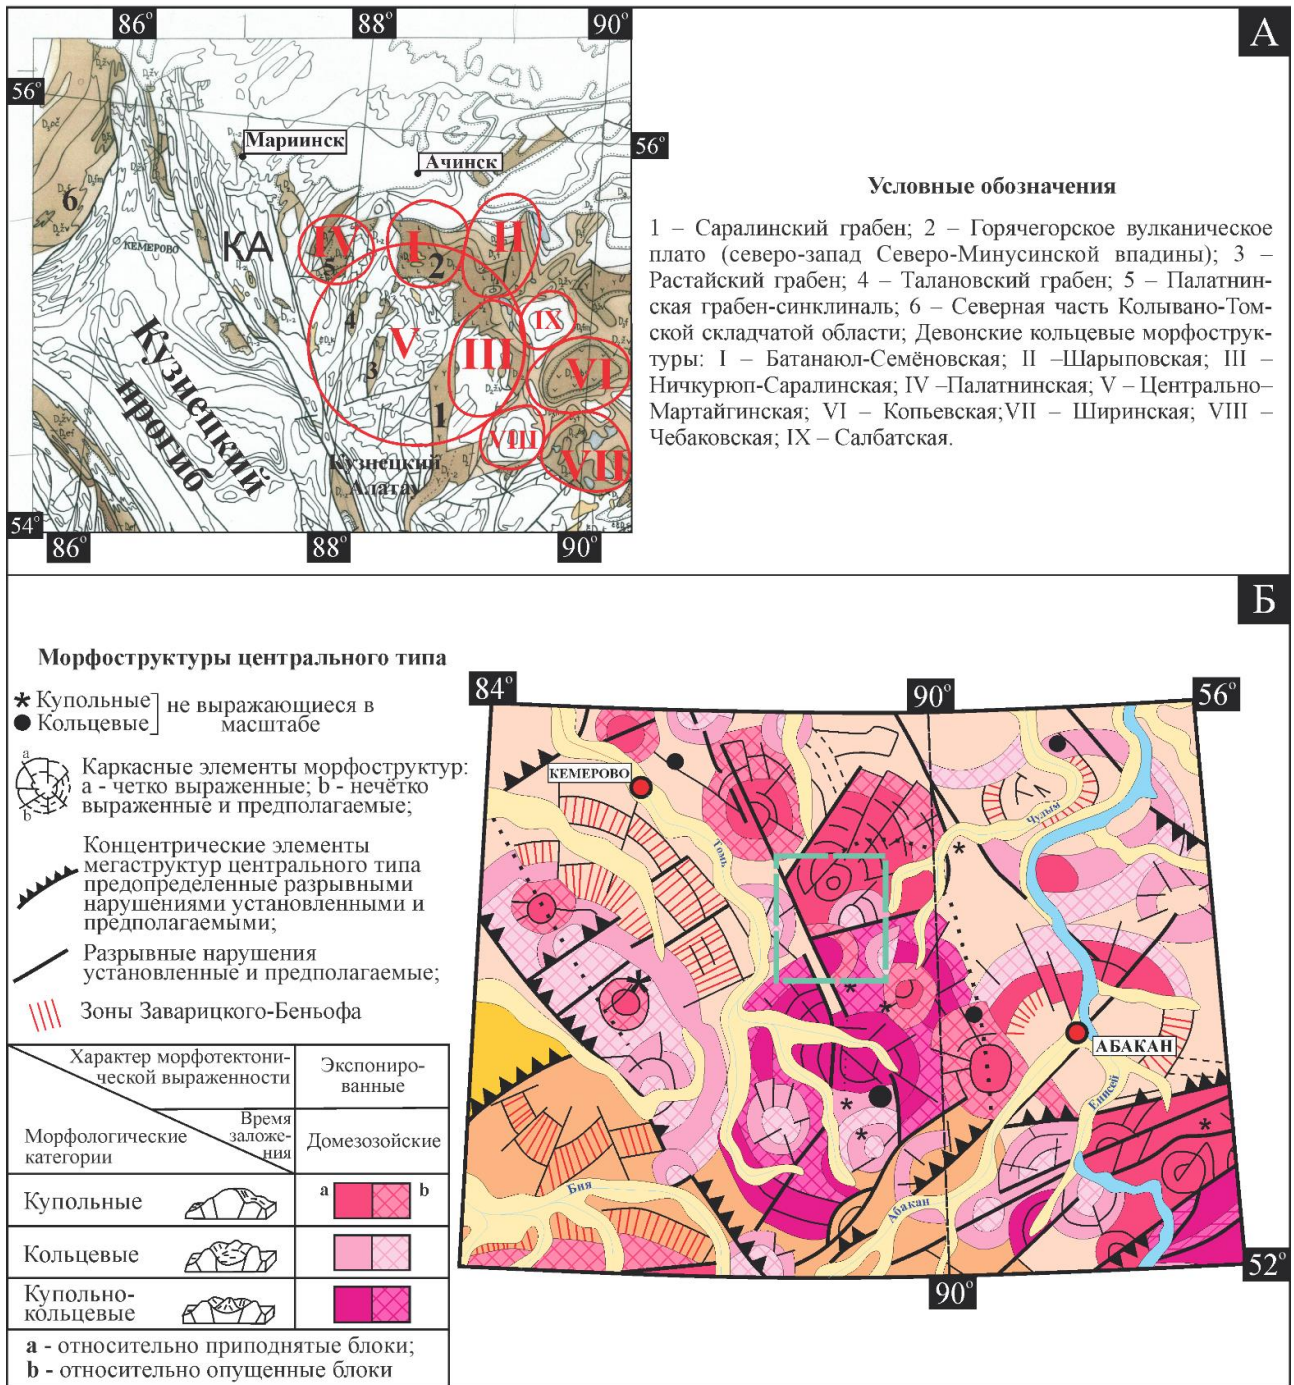 А
86°
88°
90°
56°
56°
Мариинск
Ачинск
6
КЕМЕРОВО
КА
IV
5
I
2
II
4
V
3
III
IX
VI
1
VIII
VII
Кузнецкий
прогиб
Кузнецкий
Алатау
54°
86°
88°
90°
Условные обозначения
1 – Саралинский грабен; 2 – Горячегорское вулканическое
плато (северо-запад Северо-Минусинской впадины); 3 –
Растайский грабен; 4 – Талановский грабен; 5 – Палатнин-
ская грабен-синклиналь; 6 – Северная часть Колывано-Том-
ской складчатой области; Девонские кольцевые морфострук-
туры: I – Батанаюл-Семёновская; II –Шарыповская; III –
Ничкурюп-Саралинская; IV –Палатнинская; V – Центрально–
Мартайгинская; VI – Копьевская;VII – Ширинская; VIII –
Чебаковская; IX – Салбатская.
Б
Морфоструктуры центрального типа
Купольные
Кольцевые
не выражающиеся в
масштабе
a
b
Каркасные элементы морфоструктур:
а - четко выраженные; b - нечётко
выраженные и предполагаемые;
Концентрические элементы
мегаструктур центрального типа
предопределенные разрывными
нарушениями установленными и
предполагаемыми;
Разрывные нарушения
установленные и предполагаемые;
Зоны Заварицкого-Беньофа
Характер морфотектони-
ческой выраженности
Экспониро-
ванные
Время
заложе-
ния
Морфологические
категории
Домезозойские
Купольные
a
b
Кольцевые
Купольно-
кольцевые
a - относительно приподнятые блоки;
b - относительно опущенные блоки
84°
90°
56°
КЕМЕРОВО
Томь
Чулым
АБАКАН
Енисей
Абакан
Бия
90°
52°